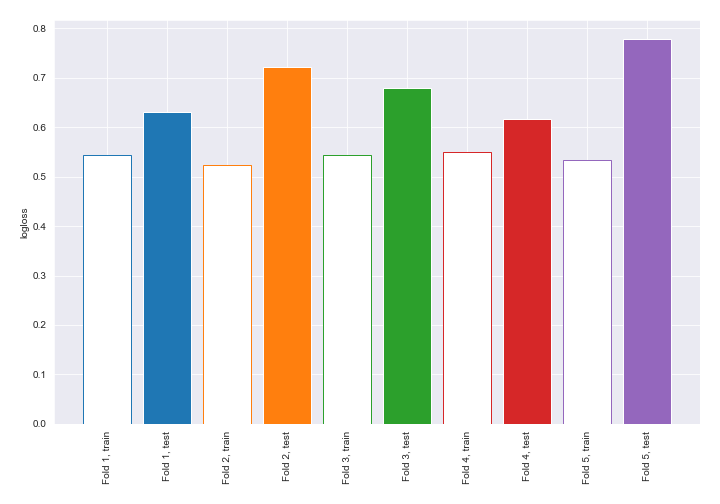 0.8
0.7
0.6
0.5
0.4
0.3
0.2
0.1
0.0
logloss
Fold 1, train
Fold 1, test
Fold 2, train
Fold 2, test
Fold 3, train
Fold 3, test
Fold 4, train
Fold 4, test
Fold 5, train
Fold 5, test